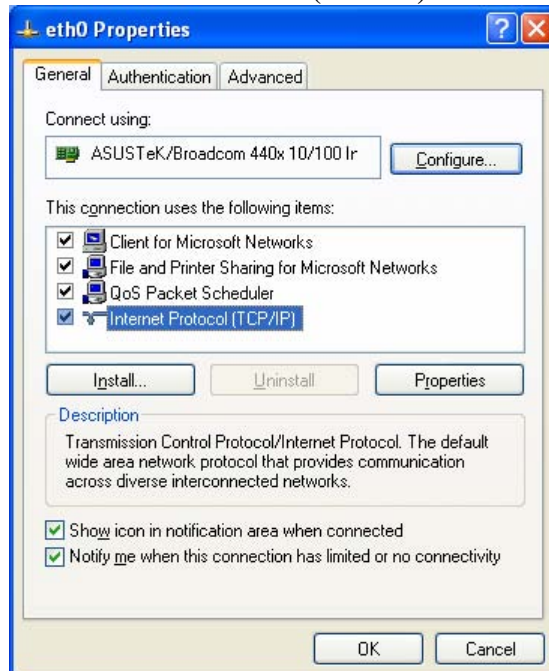 eth0 Properties
General Authentication Advanced
Connect using:
ASUSTeK/Broadcom 440x 10/100 Ir
Configure...
This connection uses the following items:
Client for Microsoft Networks
File and Printer Sharing for Microsoft Networks
QoS Packet Scheduler
Internet Protocol (TCP/IP)
Install... Uninstall Properties
Description
Transmission Control Protocol/Internet Protocol. The default
wide area network protocol that provides communication
across diverse interconnected networks.
Show icon in notification area when connected
Notify me when this connection has limited or no connectivity
OK Cancel